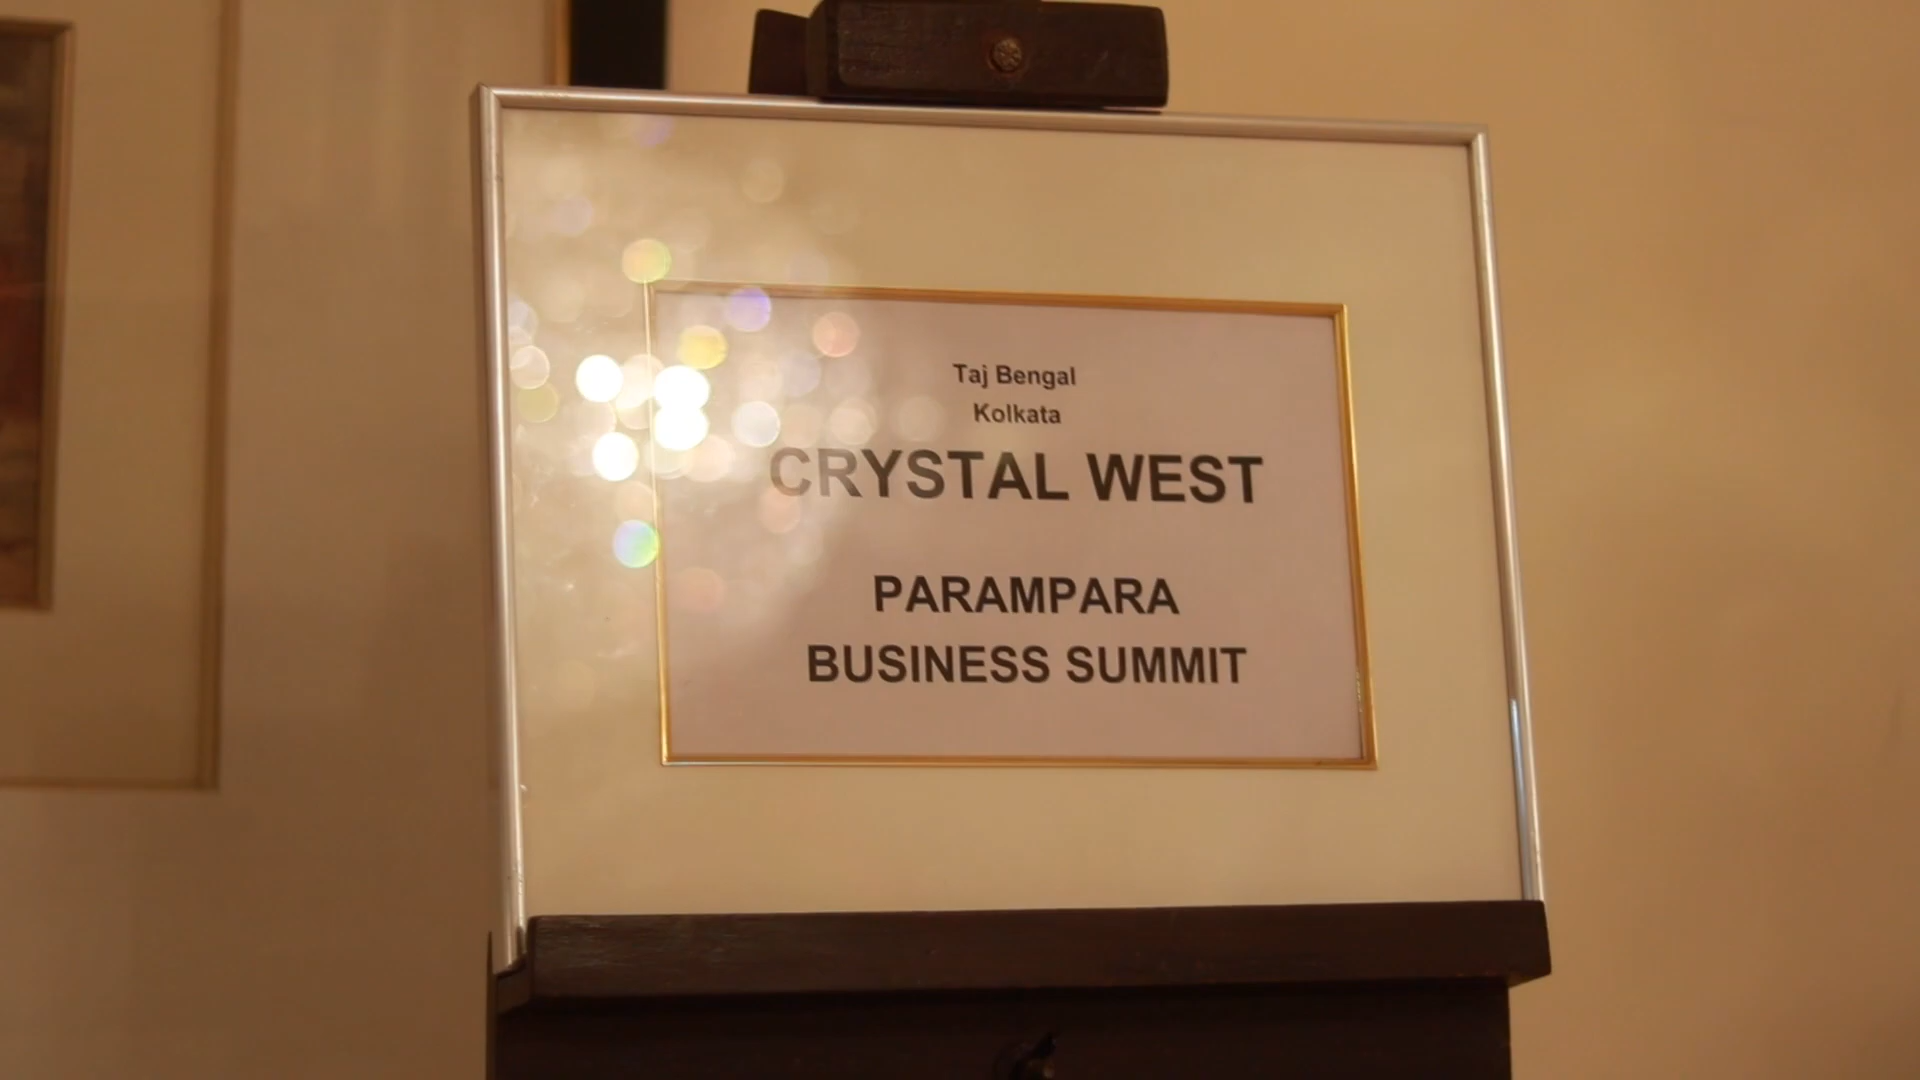 Taj Bengal
Kolkata
CRYSTAL WEST
PARAMPARA
BUSINESS SUMMIT